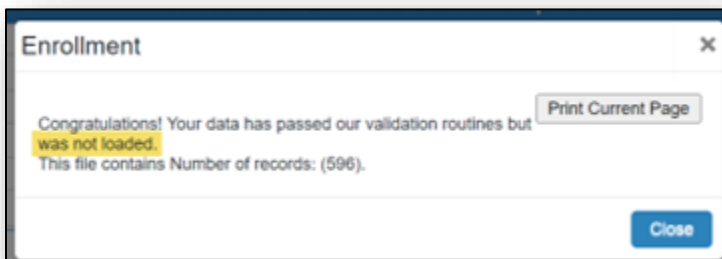 Enrollment
×
Print Current Page
Congratulations! Your data has passed our validation routines but
was not loaded.
This file contains Number of records: (596).
Close